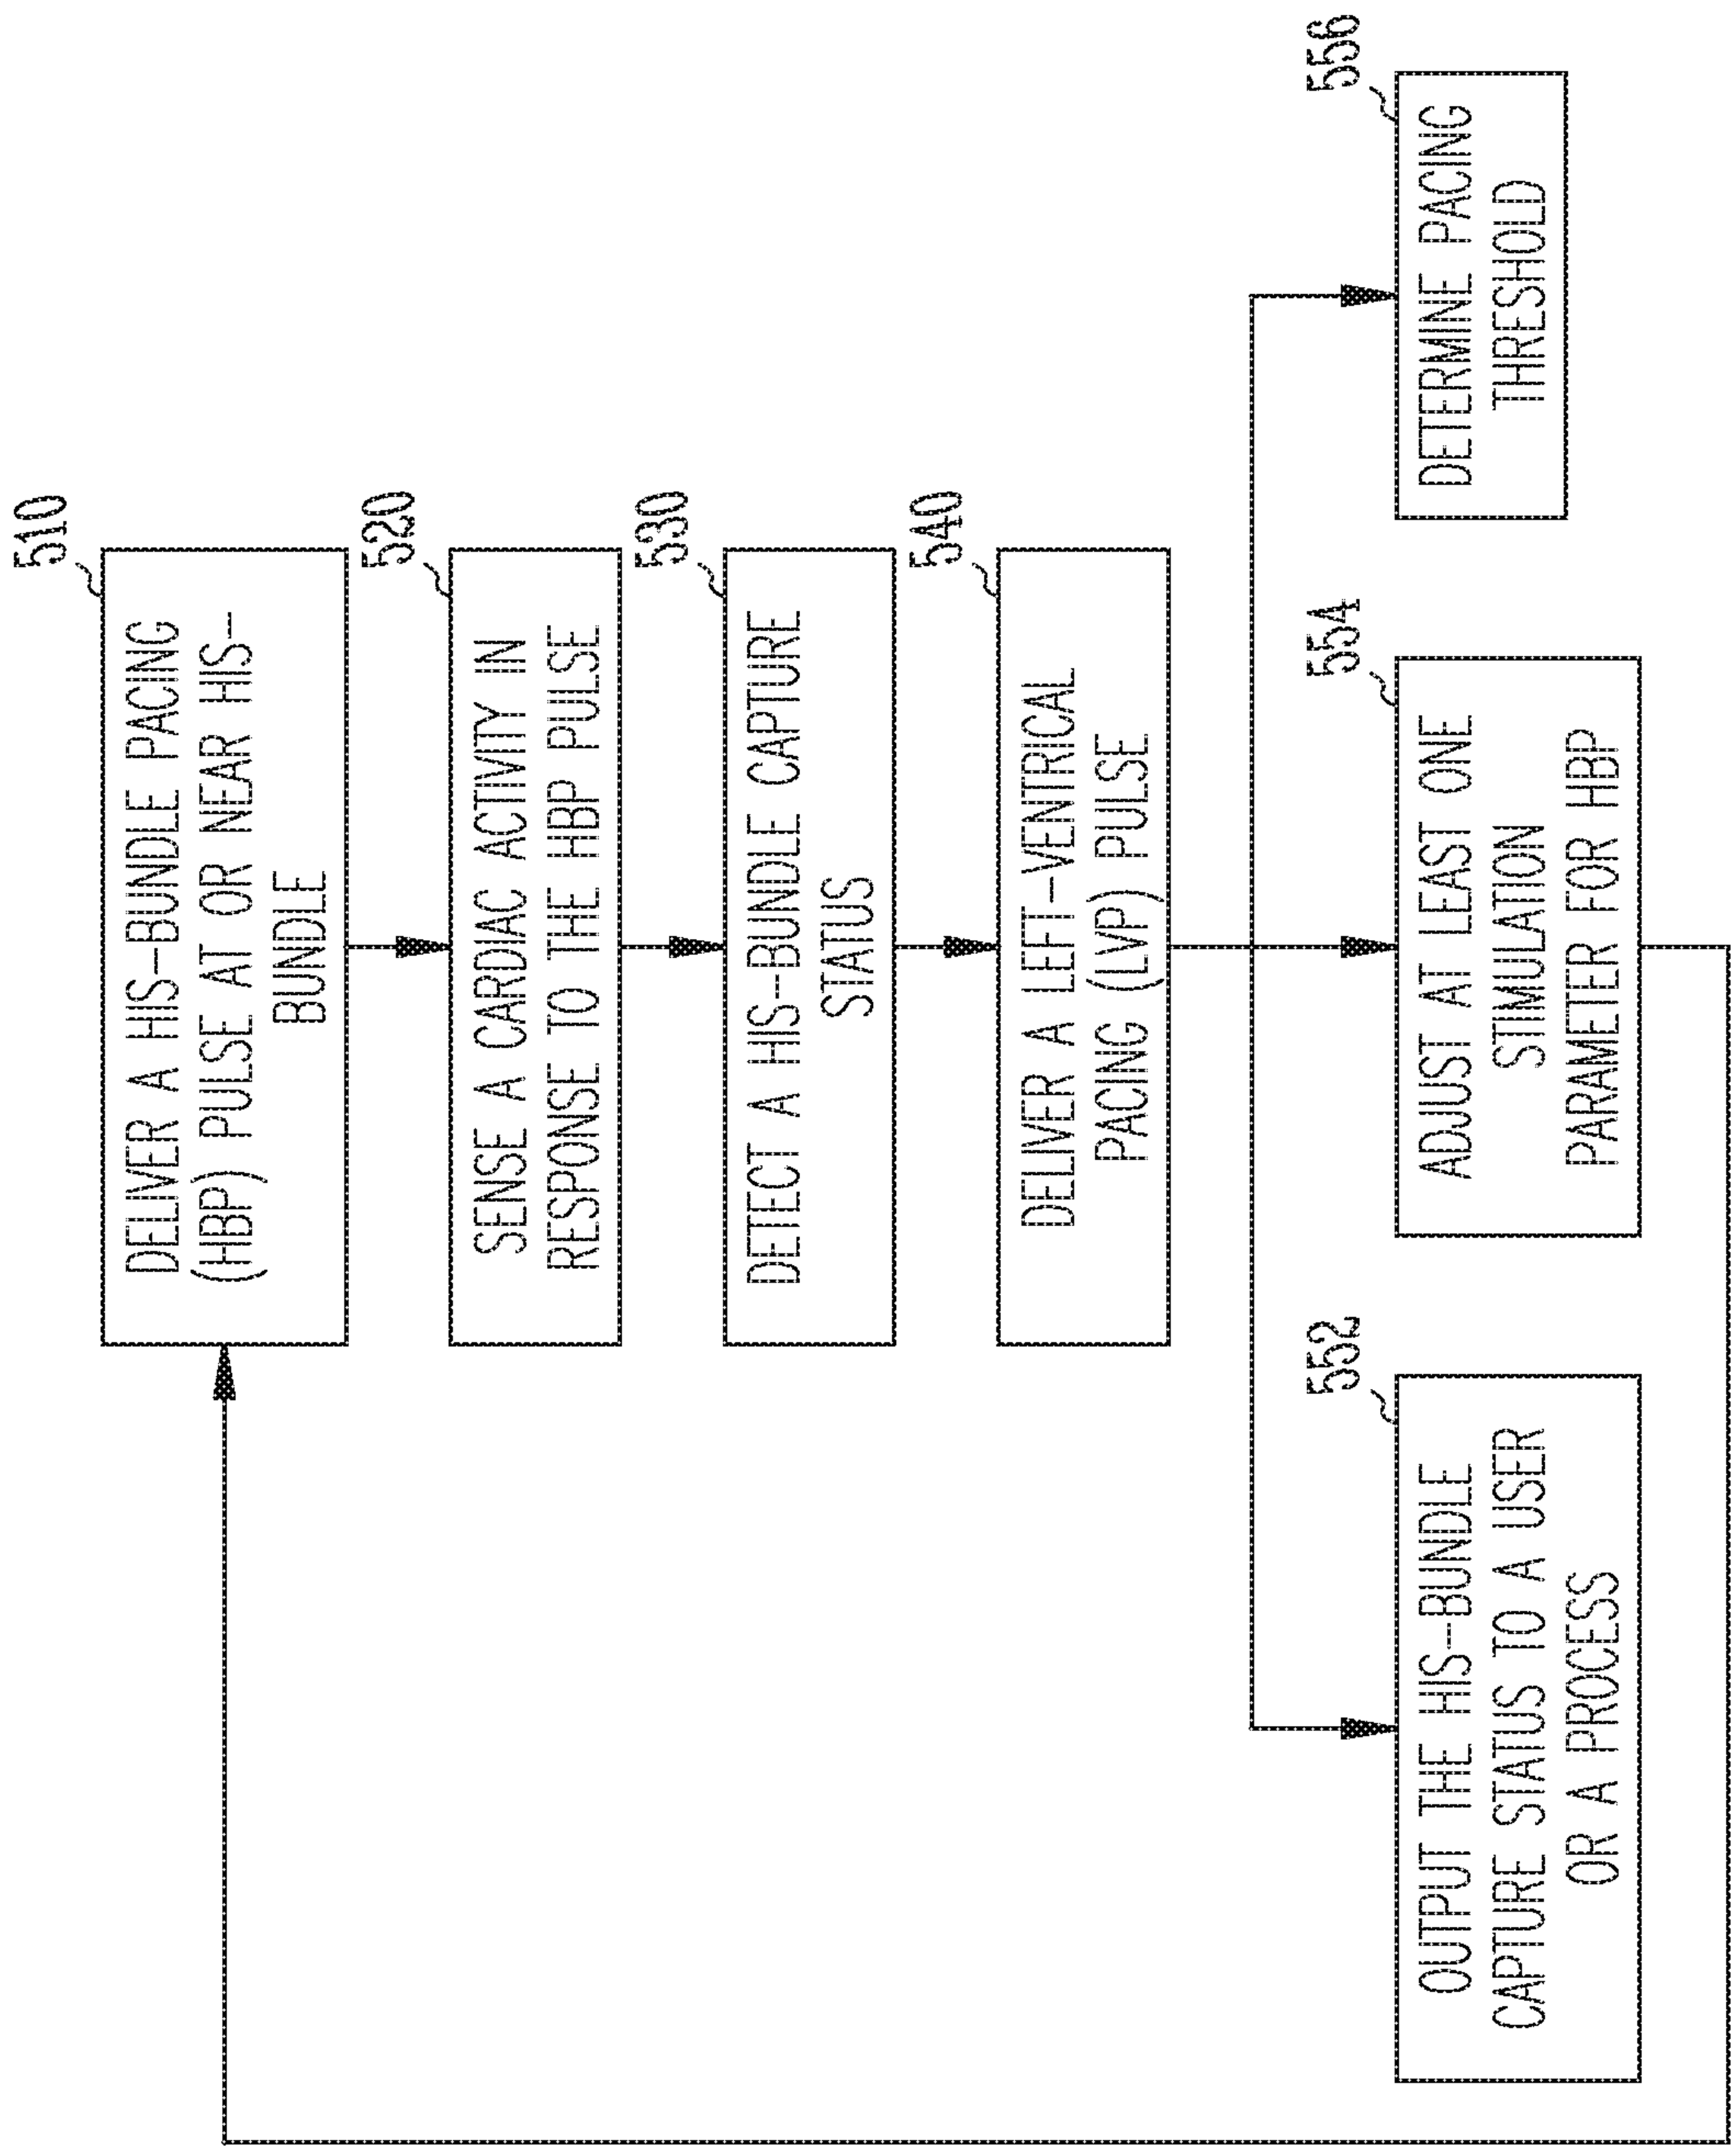 510
DELIVER A HIS-BUNDLE PACING
(HBP) PULSE AT OR NEAR HIS-
BUNDLE
520
SENSE A CARDIAC ACTIVITY IN
RESPONSE TO THE HBP PULSE
530
DETECT A HIS-BUNDLE CAPTURE
STATUS
540
DELIVER A LEFT-VENTRICAL
PACING (LVP) PULSE
552
OUTPUT THE HIS-BUNDLE
CAPTURE STATUS TO A USER
OR A PROCESS
554
ADJUST AT LEAST ONE
STIMULATION
PARAMETER FOR HBP
556
DETERMINE PACING
THRESHOLD